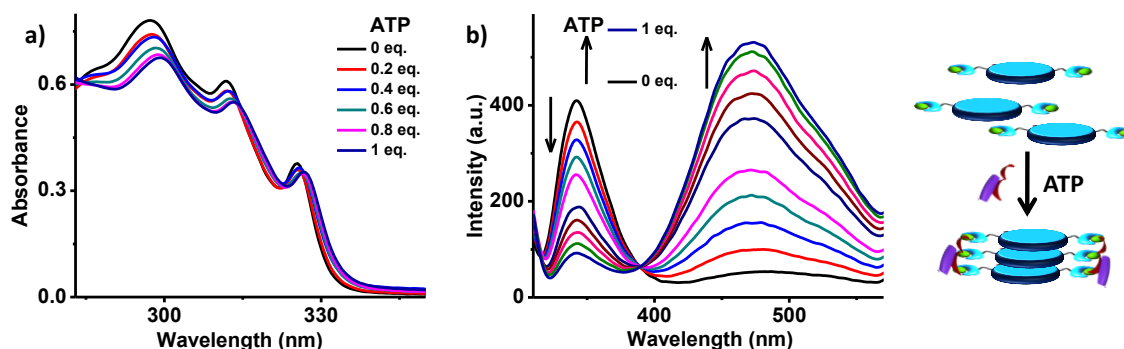 a)
ATP
0 eq.
0.2 eq.
0.4 eq.
0.6 eq.
0.8 eq.
1 eq.
0.6
0.3
0.0
Absorbance
300
330
Wavelength (nm)
b)
ATP
1 eq.
0 eq.
400
200
0
Intensity (a.u.)
400
500
Wavelength (nm)
ATP